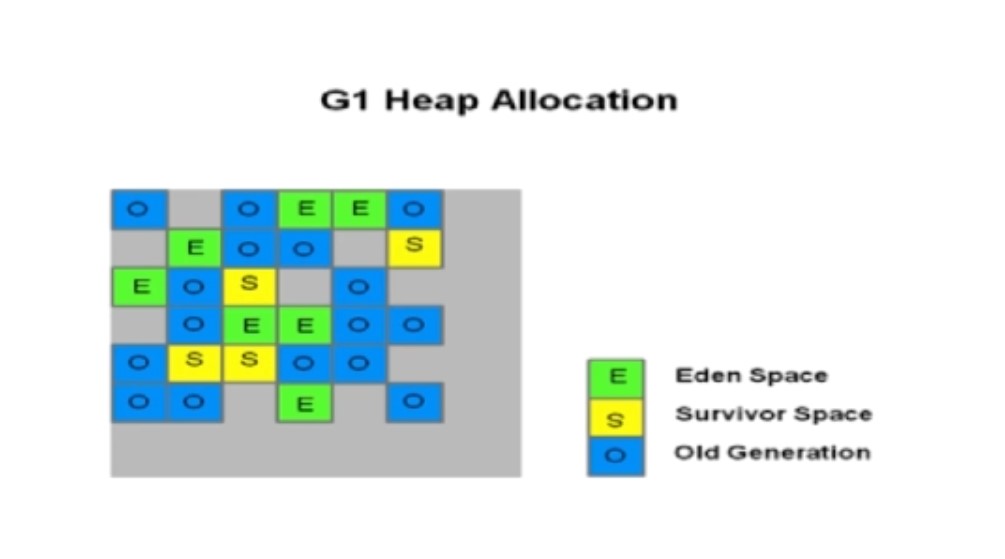 G1 Heap Allocation
O O E E O
E O O S
E O S O
O E E O O
O S S O O
O O E O
E Eden Space
S Survivor Space
O Old Generation